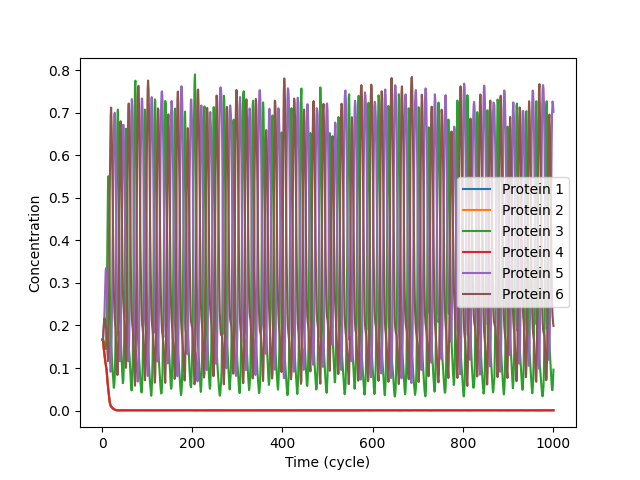 0.8
0.7
0.6
0.5
0.4
0.3
0.2
0.1
0.0
Concentration
Protein 1
Protein 2
Protein 3
Protein 4
Protein 5
Protein 6
0 200 400 600 800 1000
Time (cycle)